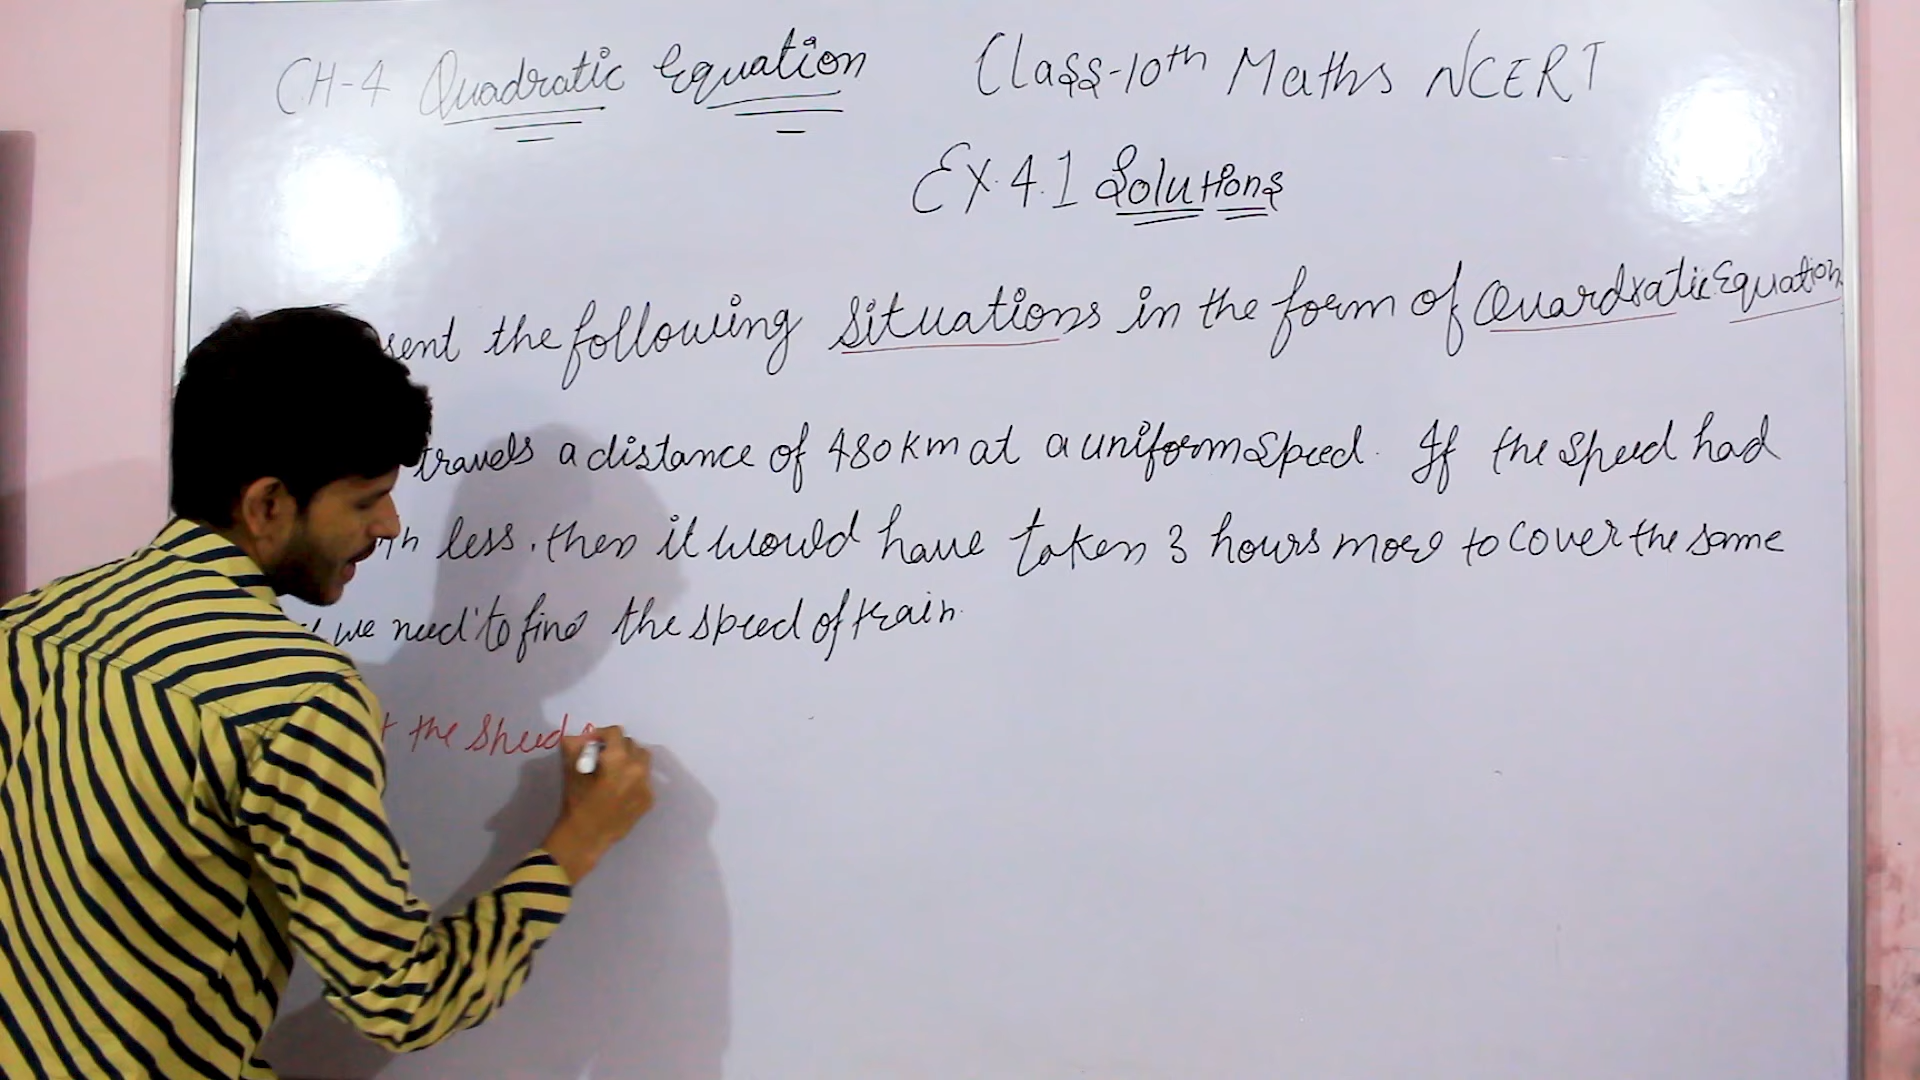 CH-4 Quadratic Equation Class-10th Maths NCERT
EX. 4.1 Solutions
sent the following situations in the form of Quardratic Equation
travels a distance of 480 km at a uniform speed. If the speed had
less, then it would have taken 3 hours more to cover the same
we need to find the speed of train.
the speed